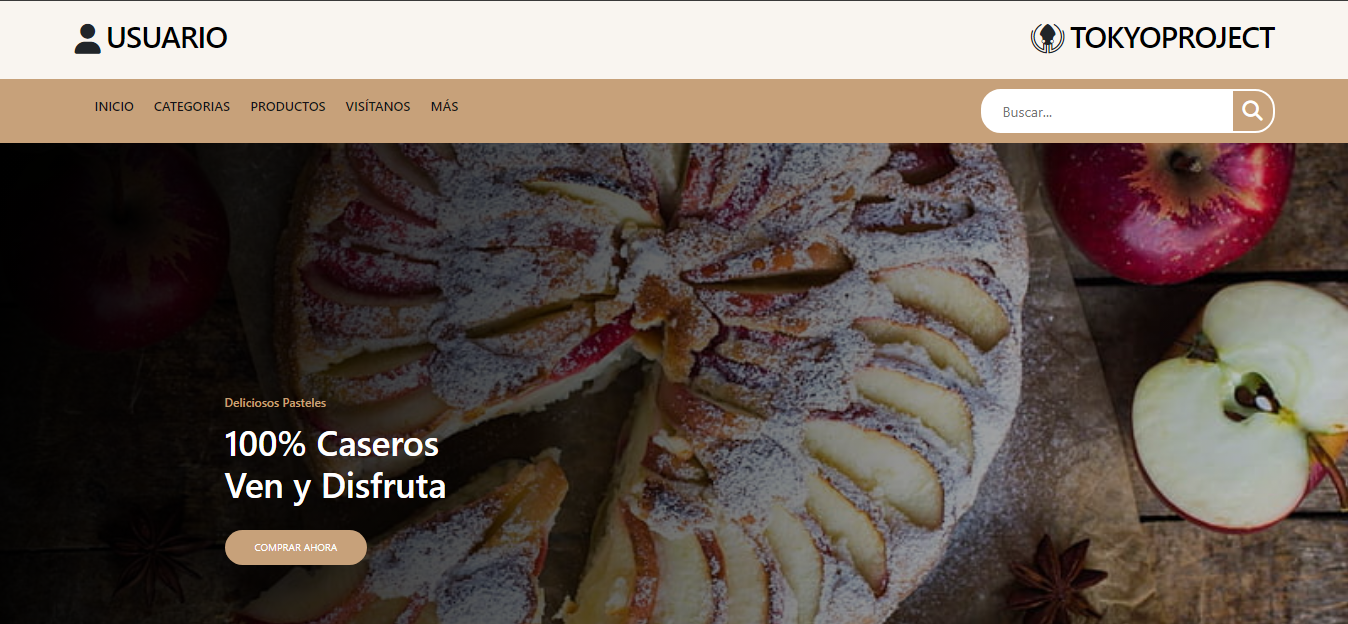 USUARIO
TOKYOPROJECT
INICIO CATEGORIAS PRODUCTOS VISÍTANOS MÁS
Buscar...
Deliciosos Pasteles
100% Caseros
Ven y Disfruta
COMPRAR AHORA